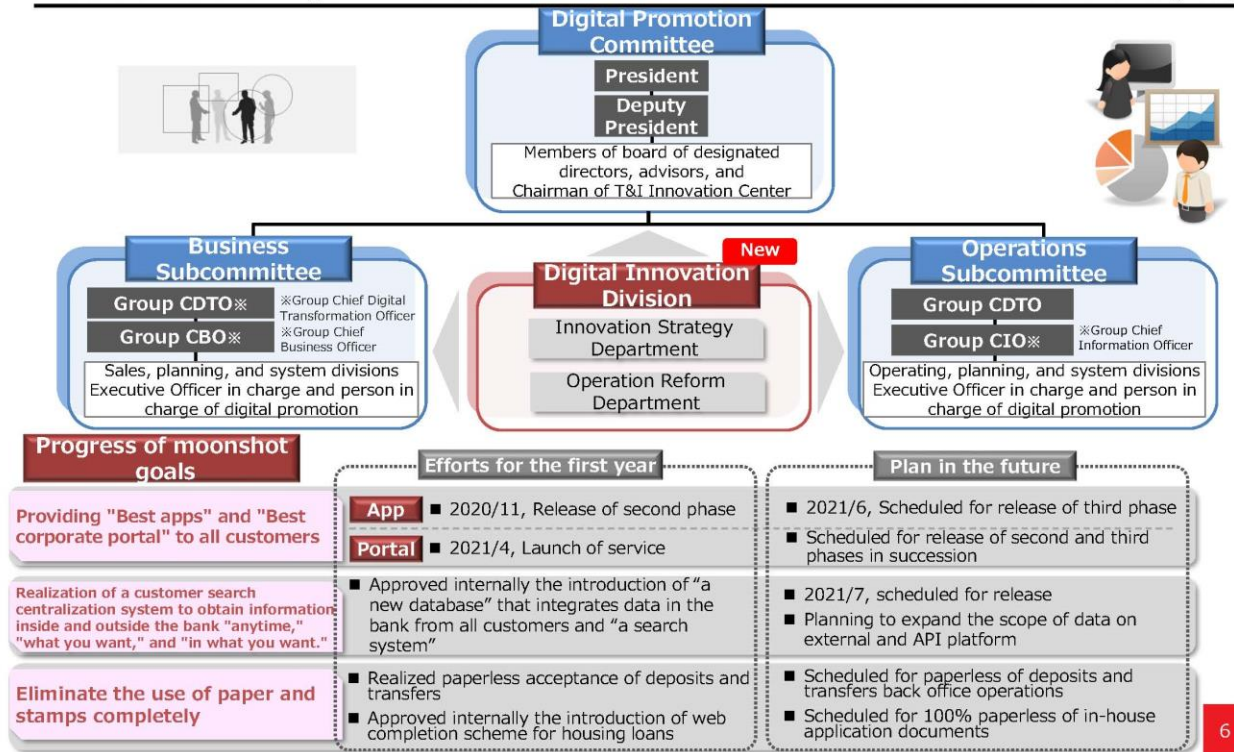 Digital Promotion
Committee
President
Deputy
President
Members of board of designated
directors, advisors, and
Chairman of T&I Innovation Center
Business
Subcommittee
Group CDTO※
※Group Chief Digital
Transformation Officer
Group CBO※
※Group Chief
Business Officer
Sales, planning, and system divisions
Executive Officer in charge and person in
charge of digital promotion
New
Digital Innovation
Division
Innovation Strategy
Department
Operation Reform
Department
Operations
Subcommittee
Group CDTO
Group CIO※
※Group Chief
Information Officer
Operating, planning, and system divisions
Executive Officer in charge and person in
charge of digital promotion
Progress of moonshot
goals
Efforts for the first year
Plan in the future
Providing "Best apps" and "Best
corporate portal" to all customers
App
■ 2020/11, Release of second phase
Portal
■ 2021/4, Launch of service
■ 2021/6, Scheduled for release of third phase
■ Scheduled for release of second and third
phases in succession
Realization of a customer search
centralization system to obtain information
inside and outside the bank "anytime,"
"what you want," and "in what you want."
■ Approved internally the introduction of “a
new database” that integrates data in the
bank from all customers and “a search
system”
■ 2021/7, scheduled for release
■ Planning to expand the scope of data on
external and API platform
Eliminate the use of paper and
stamps completely
■ Realized paperless acceptance of deposits and
transfers
■ Approved internally the introduction of web
completion scheme for housing loans
■ Scheduled for paperless of deposits and
transfers back office operations
■ Scheduled for 100% paperless of in-house
application documents
6